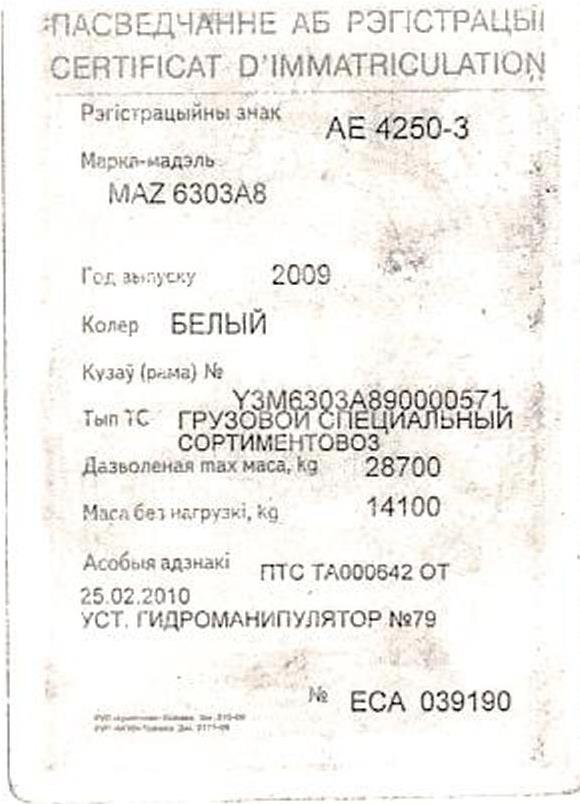 ПАСВЕДЧАННЕ АБ РЭГІСТРАЦЫІ
CERTIFICAT D'IMMATRICULATION
Рэгістрацыйны знак AE 4250-3
Марка-мадэль
MAZ 6303A8
Год выпуску 2009
Колер БЕЛЫЙ
Кузаў (рама) №
Y3M6303A890000571
Тып ТС ГРУЗОВОЙ СПЕЦИАЛЬНЫЙ
СОРТИМЕНТОВОЗ
Дазволеная max маса, kg 28700
Маса без нагрузкі, kg 14100
Асобыя адзнакі ПТС ТА000642 ОТ
25.02.2010
УСТ. ГИДРОМАНИПУЛЯТОР №79
№ ECA 039190